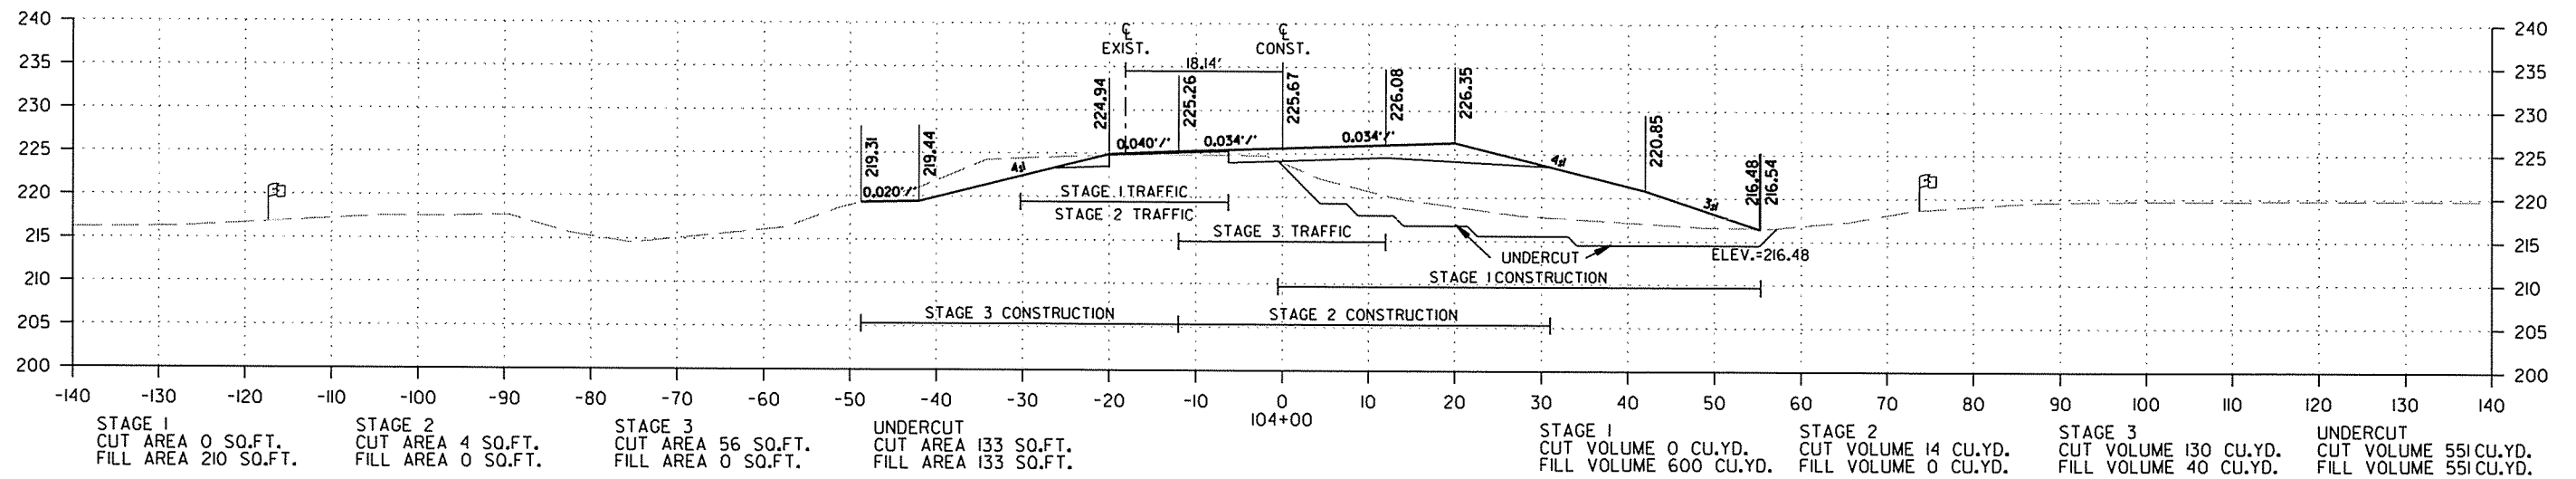 240
235
230
225
220
215
210
205
200
240
235
230
225
220
215
210
205
200
℄
EXIST.
℄
CONST.
18.14'
219.31
219.44
224.94
225.26
225.67
226.08
226.35
220.85
216.48
216.54
0.020'/'
4:1
0.040'/'
0.034'/'
0.034'/'
4:1
3:1
STAGE 1 TRAFFIC
STAGE 2 TRAFFIC
STAGE 3 TRAFFIC
UNDERCUT
ELEV.=216.48
STAGE 1 CONSTRUCTION
STAGE 3 CONSTRUCTION
STAGE 2 CONSTRUCTION
-140 -130 -120 -110 -100 -90 -80 -70 -60 -50 -40 -30 -20 -10 0 10 20 30 40 50 60 70 80 90 100 110 120 130 140
104+00
STAGE 1
CUT AREA 0 SQ.FT.
FILL AREA 210 SQ.FT.
STAGE 2
CUT AREA 4 SQ.FT.
FILL AREA 0 SQ.FT.
STAGE 3
CUT AREA 56 SQ.FT.
FILL AREA 0 SQ.FT.
UNDERCUT
CUT AREA 133 SQ.FT.
FILL AREA 133 SQ.FT.
STAGE 1
CUT VOLUME 0 CU.YD.
FILL VOLUME 600 CU.YD.
STAGE 2
CUT VOLUME 14 CU.YD.
FILL VOLUME 0 CU.YD.
STAGE 3
CUT VOLUME 130 CU.YD.
FILL VOLUME 40 CU.YD.
UNDERCUT
CUT VOLUME 551 CU.YD.
FILL VOLUME 551 CU.YD.